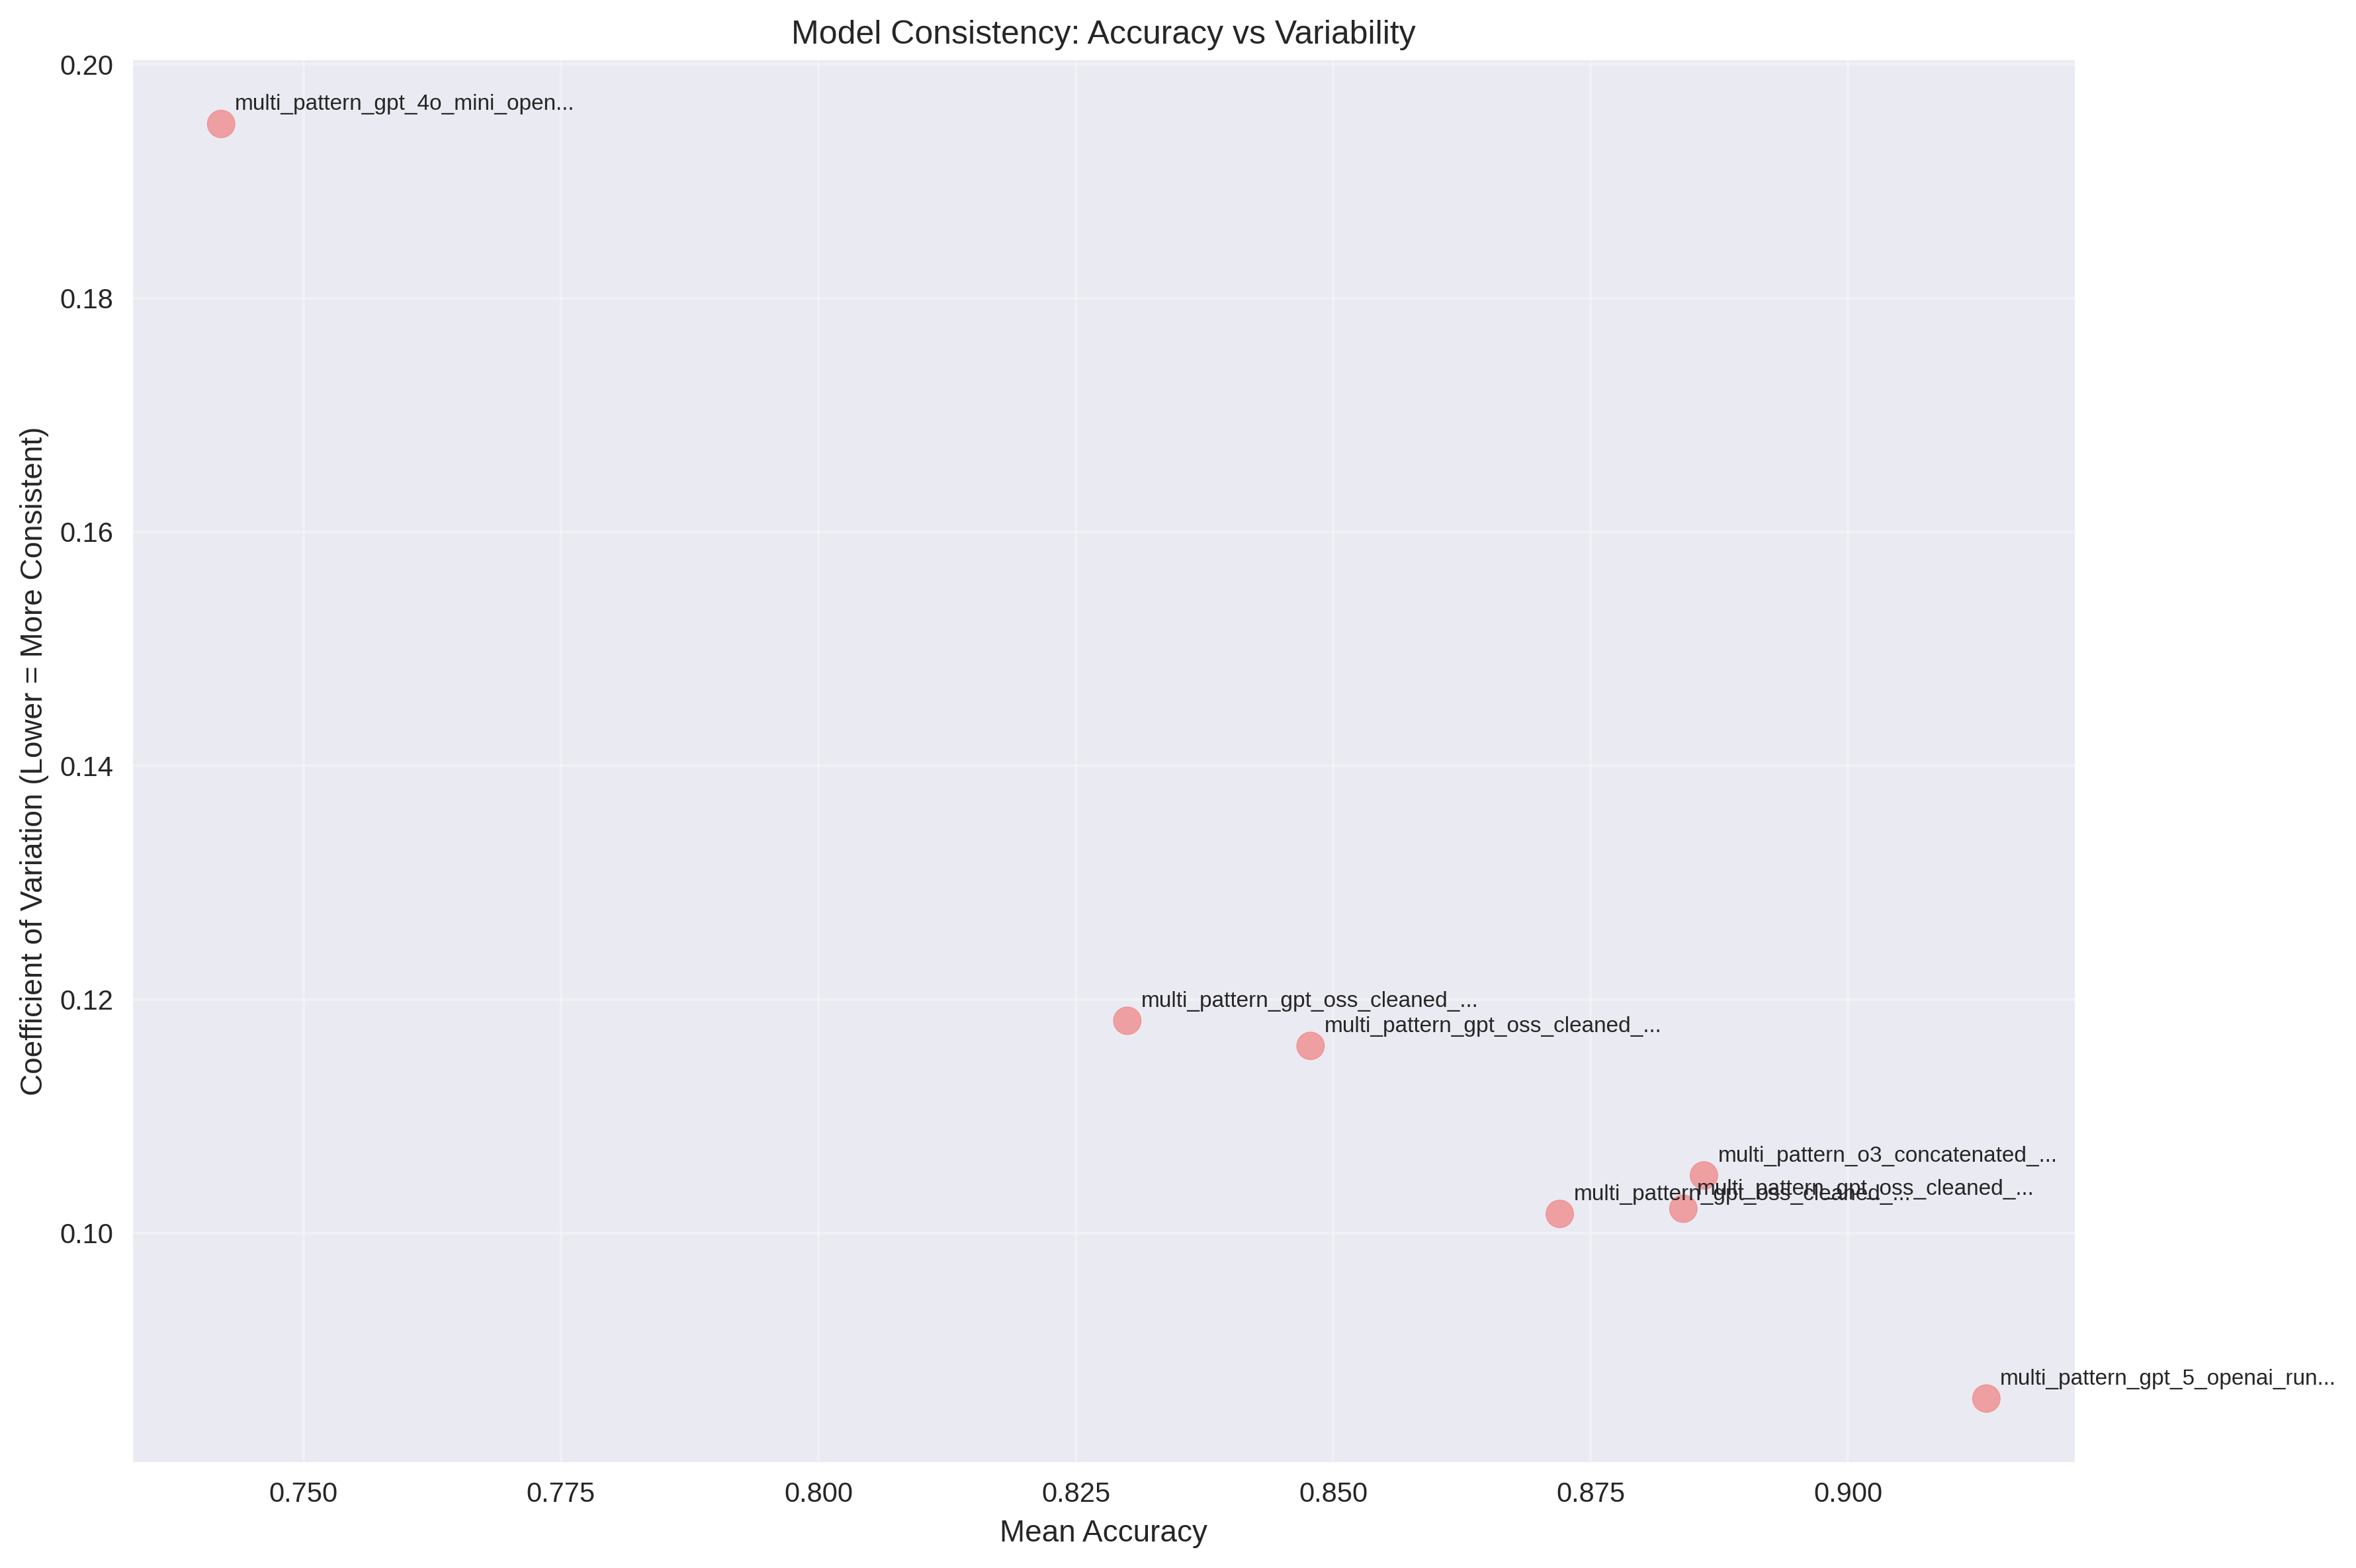 Model Consistency: Accuracy vs Variability
Coefficient of Variation (Lower = More Consistent)
0.20
0.18
0.16
0.14
0.12
0.10
multi_pattern_gpt_4o_mini_open...
multi_pattern_gpt_oss_cleaned_...
multi_pattern_gpt_oss_cleaned_...
multi_pattern_o3_concatenated_...
multi_pattern_gpt_oss_cleaned_...
multi_pattern_gpt_oss_cleaned_...
multi_pattern_gpt_5_openai_run...
0.750
0.775
0.800
0.825
0.850
0.875
0.900
Mean Accuracy